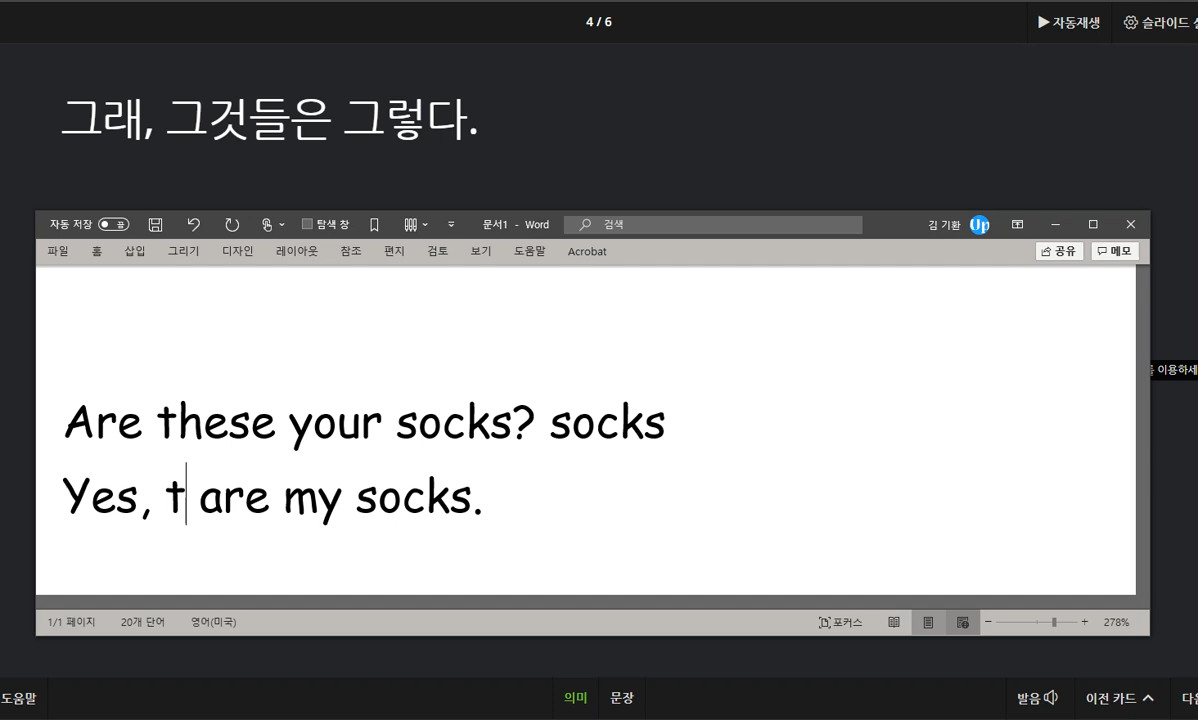 4 / 6
▶ 자동재생
슬라이드
그래, 그것들은 그렇다.
자동 저장 끔
탐색 창
문서1 - Word
검색
김 기환
Up
파일 홈 삽입 그리기 디자인 레이아웃 참조 편지 검토 보기 도움말 Acrobat
공유
메모
를 이용하세
Are these your socks? socks
Yes, t are my socks.
1/1 페이지 20개 단어 영어(미국)
포커스
278%
도움말
의미
문장
발음
이전 카드